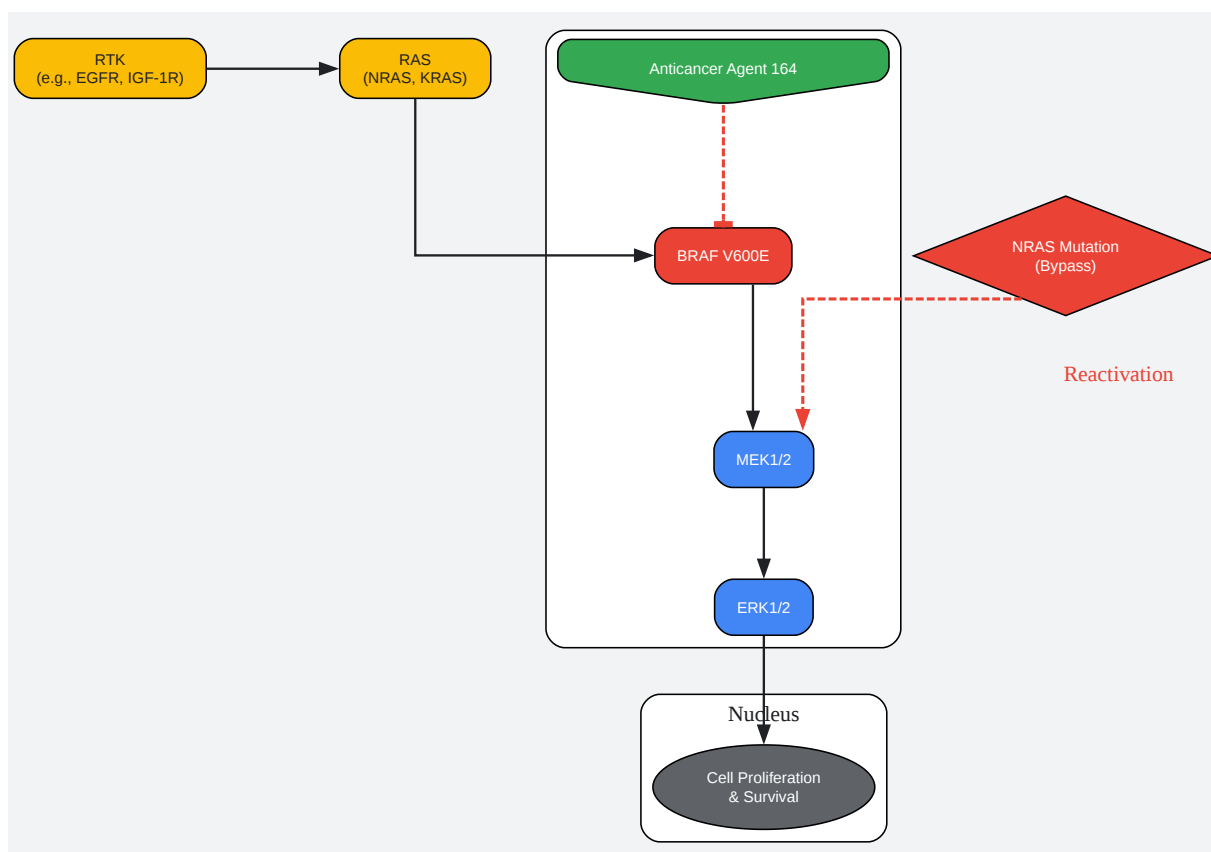 RTK
(e.g., EGFR, IGF-1R)
RAS
(NRAS, KRAS)
Anticancer Agent 164
BRAF V600E
NRAS Mutation
(Bypass)
Reactivation
MEK1/2
ERK1/2
Nucleus
Cell Proliferation
& Survival